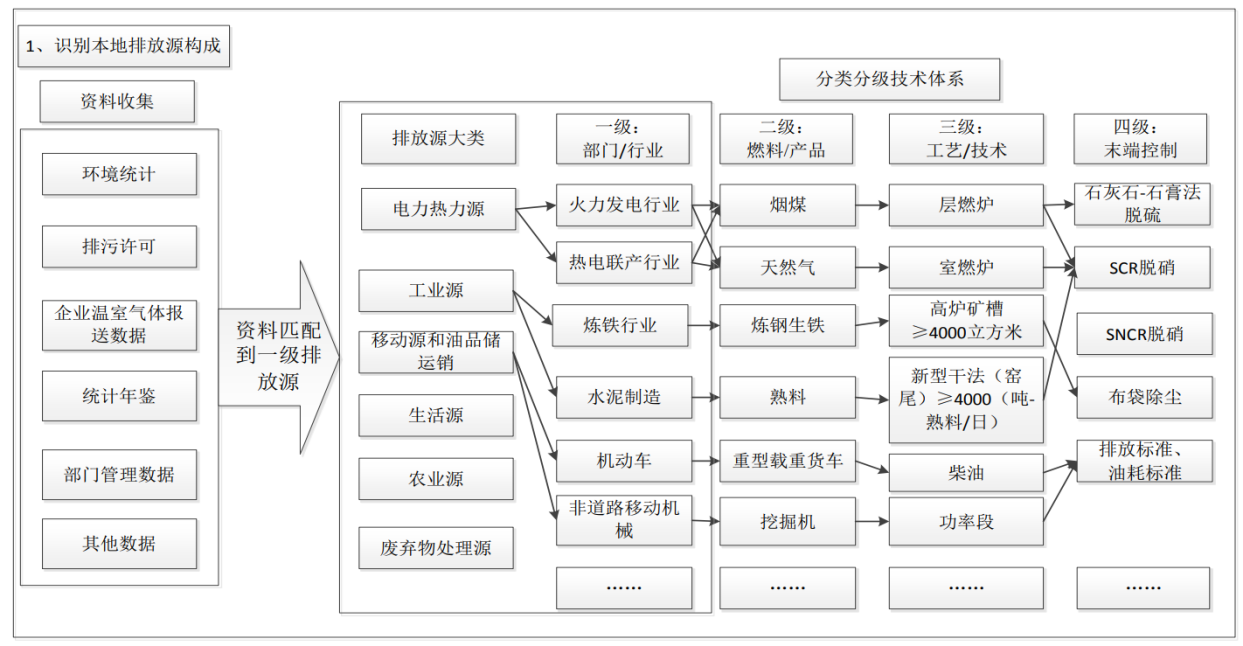 1、识别本地排放源构成
资料收集
环境统计
排污许可
企业温室气体报
送数据
统计年鉴
部门管理数据
其他数据
资料匹配
到一级排
放源
分类分级技术体系
排放源大类
一级：
部门/行业
二级：
燃料/产品
三级：
工艺/技术
四级：
末端控制
电力热力源
火力发电行业
烟煤
层燃炉
石灰石-石膏法
脱硫
热电联产行业
天然气
室燃炉
SCR脱硝
工业源
炼铁行业
炼钢生铁
高炉矿槽
≥4000立方米
SNCR脱硝
移动源和油品储
运销
水泥制造
熟料
新型干法（窑
尾）≥4000（吨-
熟料/日）
布袋除尘
生活源
机动车
重型载重货车
柴油
排放标准、
油耗标准
农业源
非道路移动机
械
挖掘机
功率段
废弃物处理源
……
……
……
……